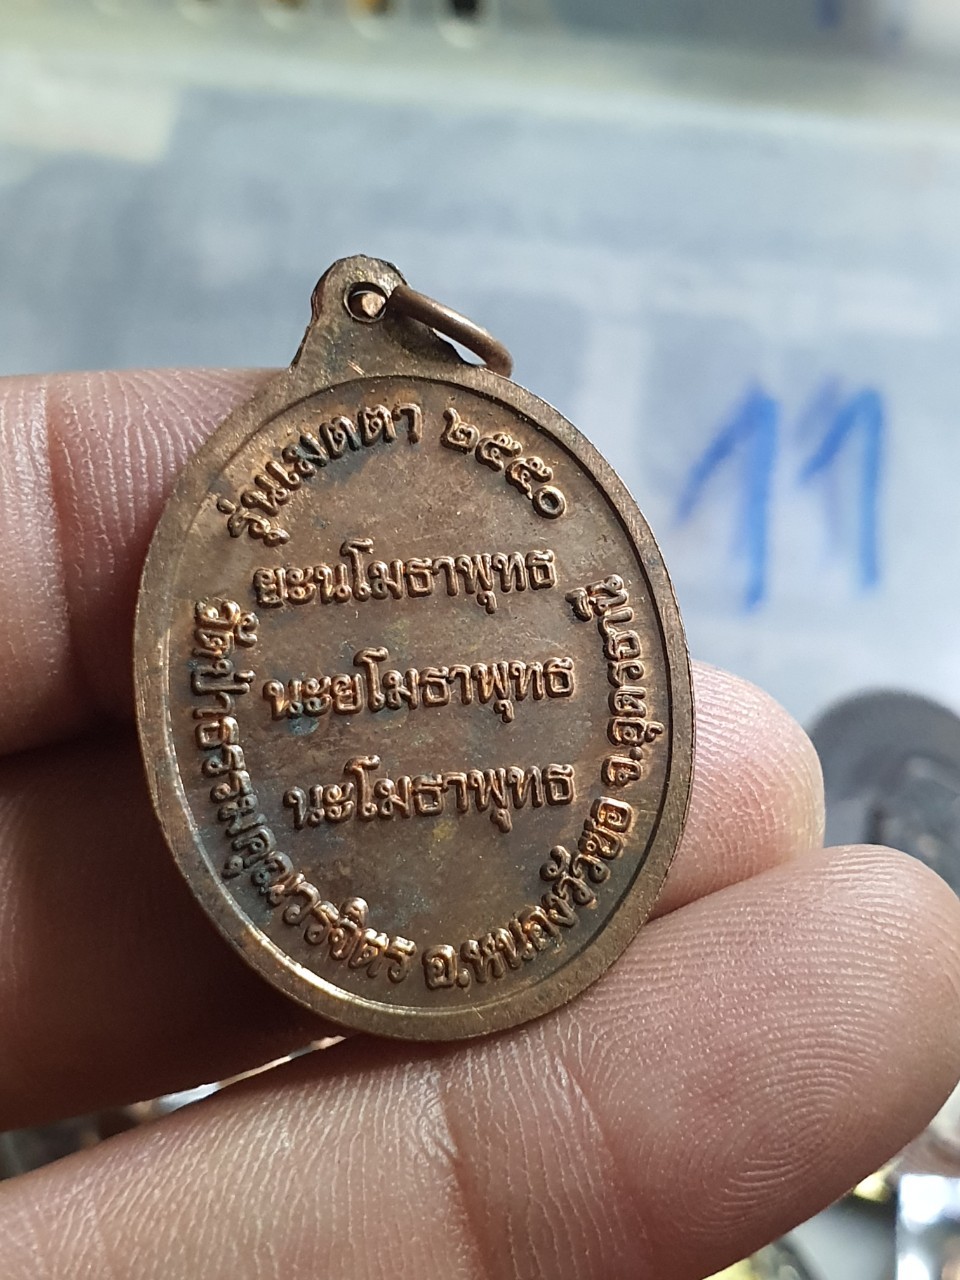 รุ่นเมตตา ๒๕๕๐
ยะนโมธาพุทธ
นะยโมธาพุทธ
นะโมธาพุทธ
วัดป่าธรรมคุณวรจิตร อ.หนองวัวซอ จ.อุดรธานี
11